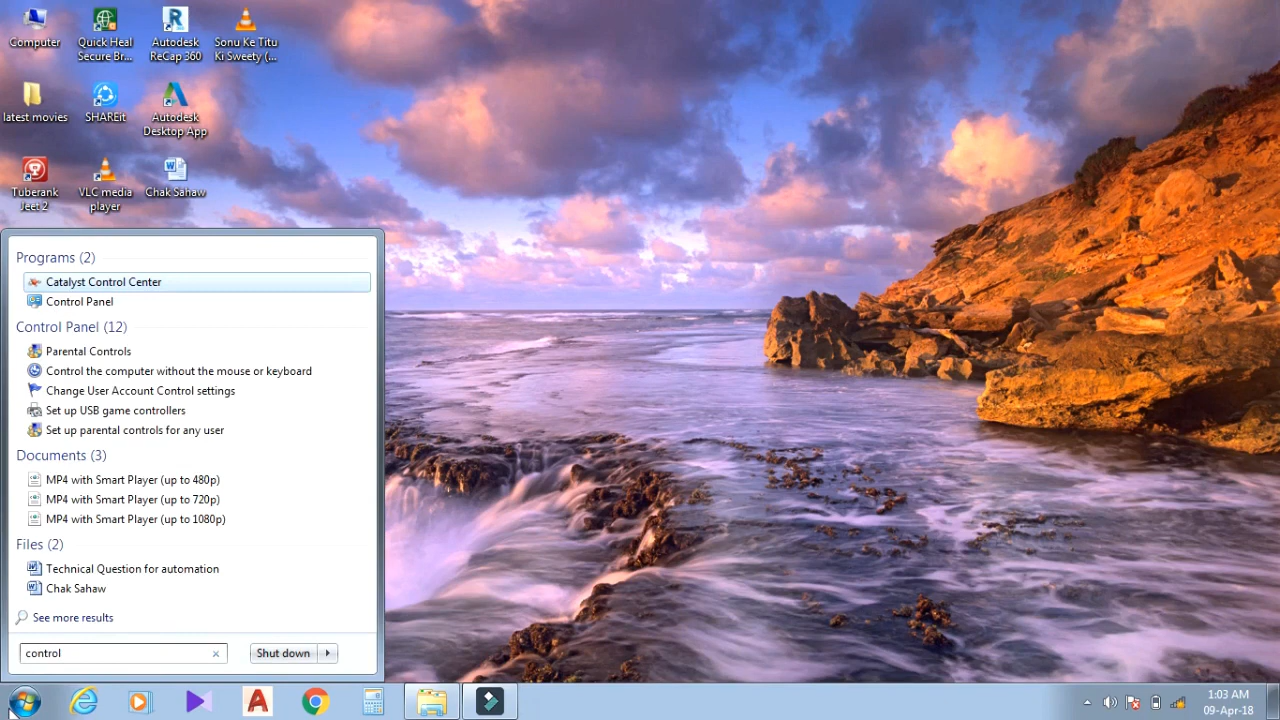 Computer
Quick Heal
Secure Br...
Autodesk
ReCap 360
Sonu Ke Titu
Ki Sweety (...
latest movies
SHAREit
Autodesk
Desktop App
Tuberank
Jeet 2
VLC media
player
Chak Sahaw
Programs (2)
Catalyst Control Center
Control Panel
Control Panel (12)
Parental Controls
Control the computer without the mouse or keyboard
Change User Account Control settings
Set up USB game controllers
Set up parental controls for any user
Documents (3)
MP4 with Smart Player (up to 480p)
MP4 with Smart Player (up to 720p)
MP4 with Smart Player (up to 1080p)
Files (2)
Technical Question for automation
Chak Sahaw
See more results
control
Shut down
1:03 AM
09-Apr-18